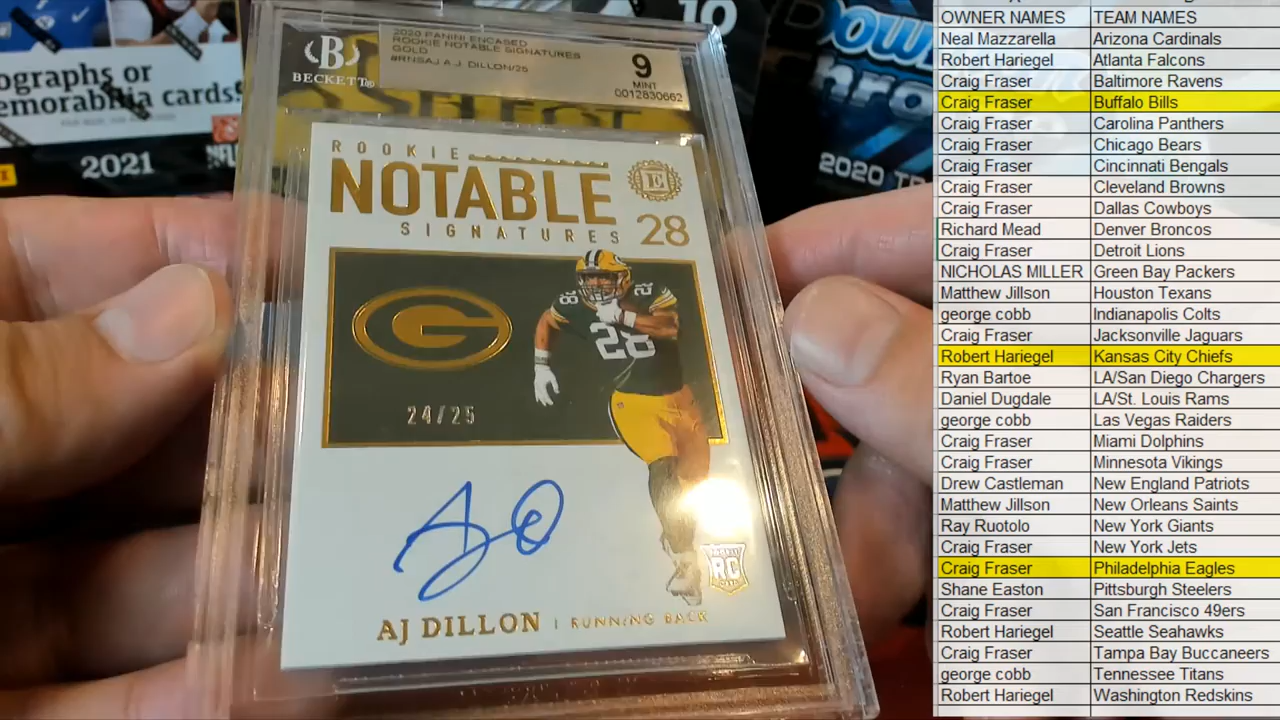 ographs or
emorabilia cards!
2021
10
2020
BECKETT
2020 PANINI ENCASED
ROOKIE NOTABLE SIGNATURES
GOLD
#RNSAJ A.J. DILLON/25
9
MINT
0012830662
ROOKIE
NOTABLE
SIGNATURES
28
E
G
28
28
24/25
RC
AJ DILLON | RUNNING BACK
OWNER NAMES TEAM NAMES
Neal Mazzarella Arizona Cardinals
Robert Hariegel Atlanta Falcons
Craig Fraser Baltimore Ravens
Craig Fraser Buffalo Bills
Craig Fraser Carolina Panthers
Craig Fraser Chicago Bears
Craig Fraser Cincinnati Bengals
Craig Fraser Cleveland Browns
Craig Fraser Dallas Cowboys
Richard Mead Denver Broncos
Craig Fraser Detroit Lions
NICHOLAS MILLER Green Bay Packers
Matthew Jillson Houston Texans
george cobb Indianapolis Colts
Craig Fraser Jacksonville Jaguars
Robert Hariegel Kansas City Chiefs
Ryan Bartoe LA/San Diego Chargers
Daniel Dugdale LA/St. Louis Rams
george cobb Las Vegas Raiders
Craig Fraser Miami Dolphins
Craig Fraser Minnesota Vikings
Drew Castleman New England Patriots
Matthew Jillson New Orleans Saints
Ray Ruotolo New York Giants
Craig Fraser New York Jets
Craig Fraser Philadelphia Eagles
Shane Easton Pittsburgh Steelers
Craig Fraser San Francisco 49ers
Robert Hariegel Seattle Seahawks
Craig Fraser Tampa Bay Buccaneers
george cobb Tennessee Titans
Robert Hariegel Washington Redskins